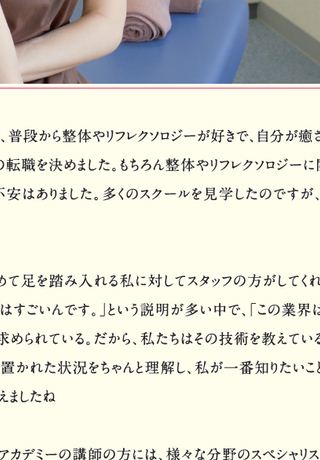 、普段から整体やリフレクソロジーが好きで、自分が癒さ
の転職を決めました。もちろん整体やリフレクソロジーに
不安はありました。多くのスクールを見学したのですが、
めて足を踏み入れる私に対してスタッフの方がしてくれ
はすごいんです。」という説明が多い中で、「この業界は
求められている。だから、私たちはその技術を教えている
置かれた状況をちゃんと理解し、私が一番知りたいこと
えましたね
アカデミーの講師の方には、様々な分野のスペシャリス